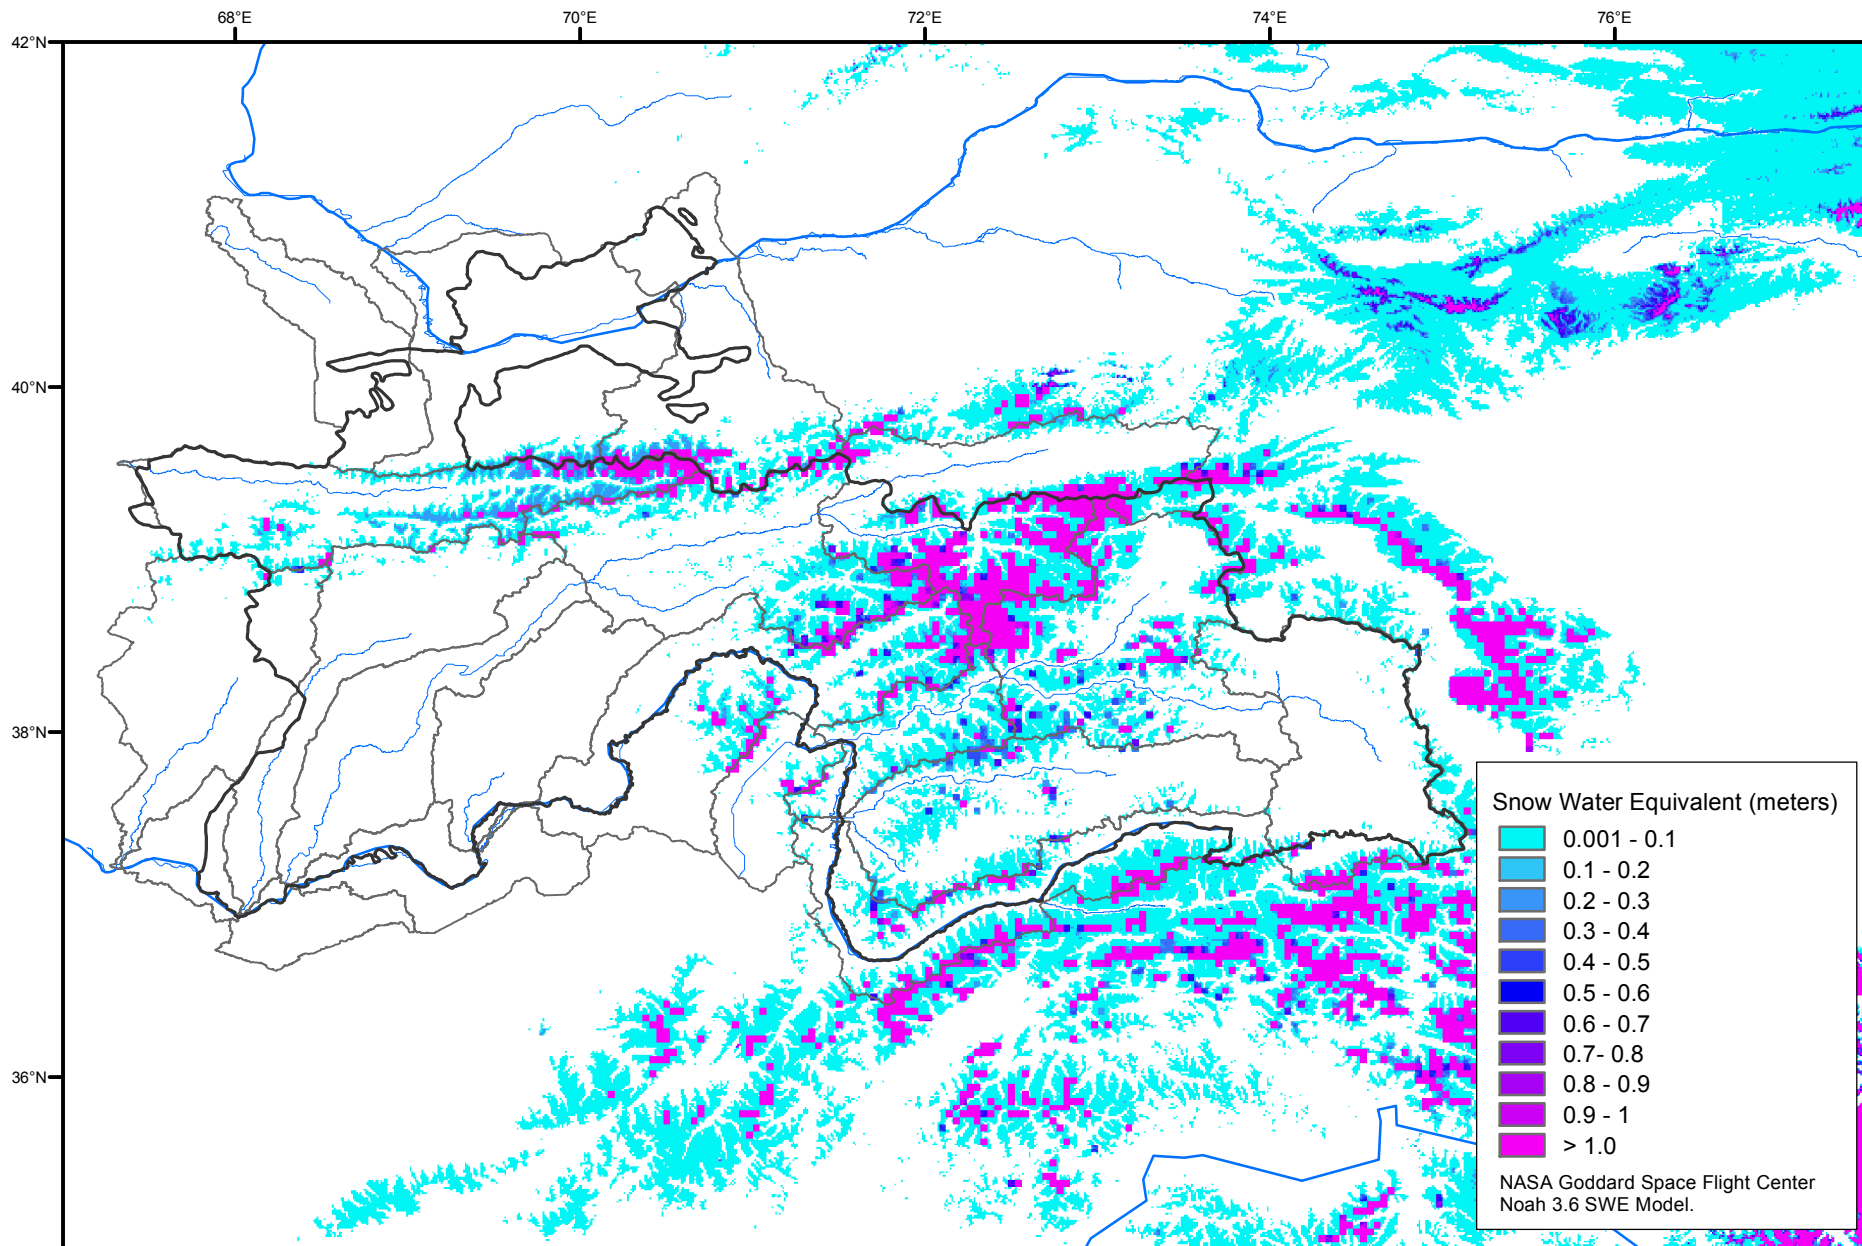 68°E
70°E
72°E
74°E
76°E
42°N
40°N
38°N
36°N
Snow Water Equivalent (meters)
0.001 - 0.1
0.1 - 0.2
0.2 - 0.3
0.3 - 0.4
0.4 - 0.5
0.5 - 0.6
0.6 - 0.7
0.7- 0.8
0.8 - 0.9
0.9 - 1
> 1.0
NASA Goddard Space Flight Center
Noah 3.6 SWE Model.